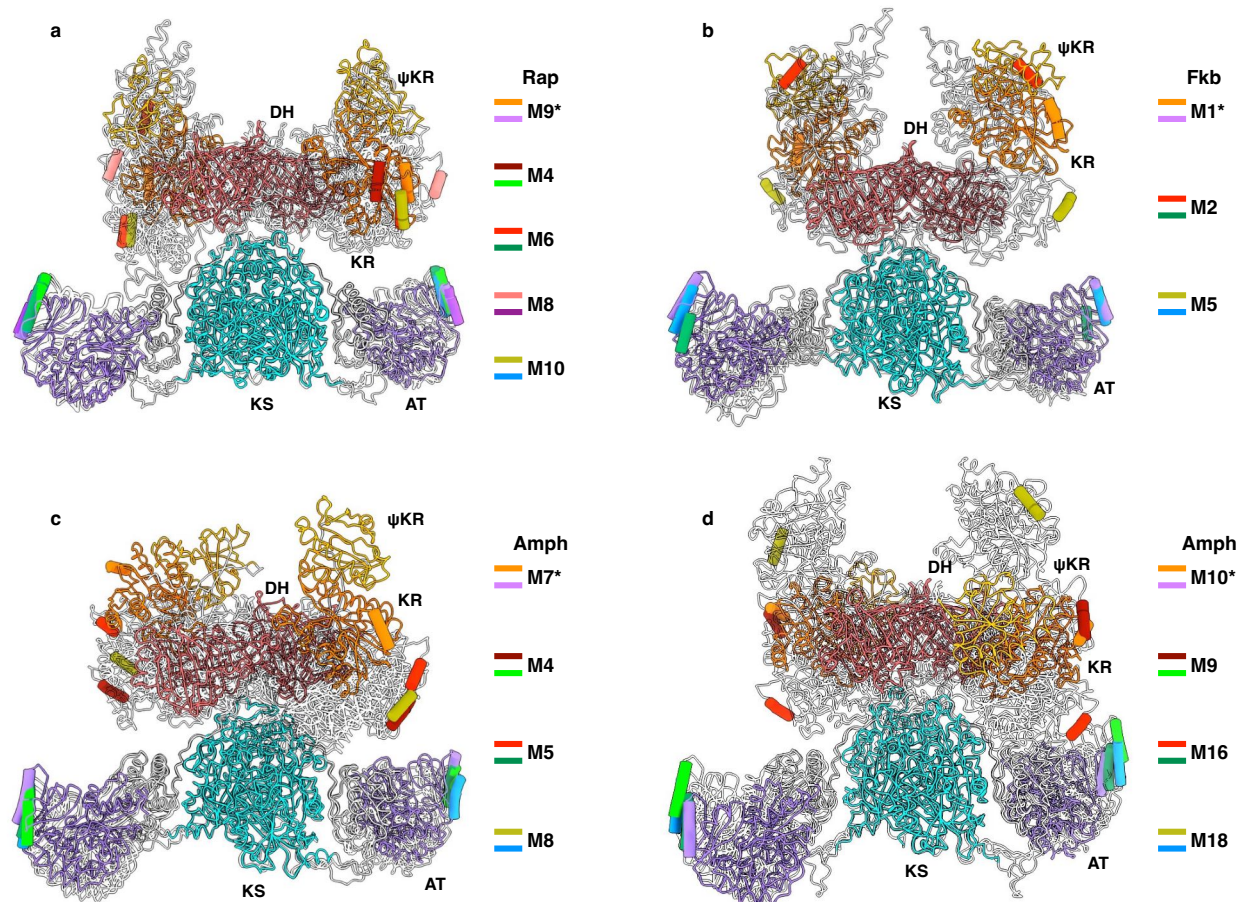 a
ψKR
DH
KR
KS
AT
Rap
M9*
M4
M6
M8
M10
b
ψKR
DH
KR
KS
AT
Fkb
M1*
M2
M5
c
ψKR
DH
KR
KS
AT
Amph
M7*
M4
M5
M8
d
DH
ψKR
KR
KS
AT
Amph
M10*
M9
M16
M18